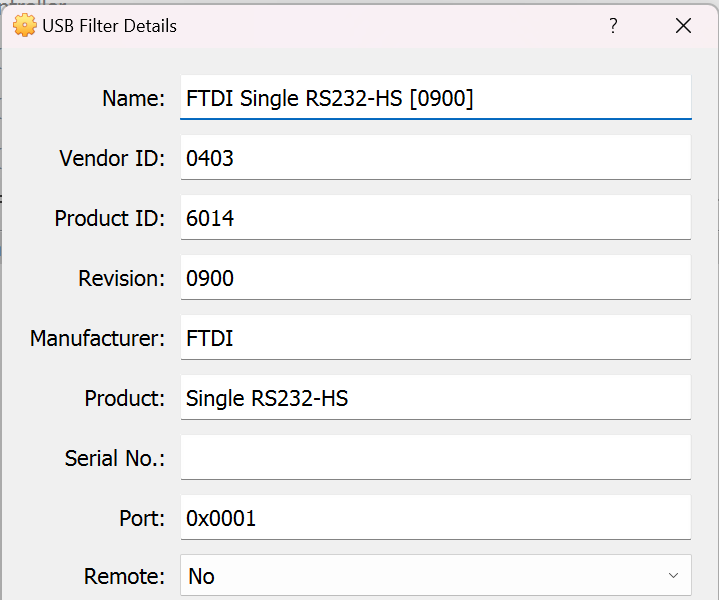 USB Filter Details ?
Name: FTDI Single RS232-HS [0900]
Vendor ID: 0403
Product ID: 6014
Revision: 0900
Manufacturer: FTDI
Product: Single RS232-HS
Serial No.:
Port: 0x0001
Remote: No